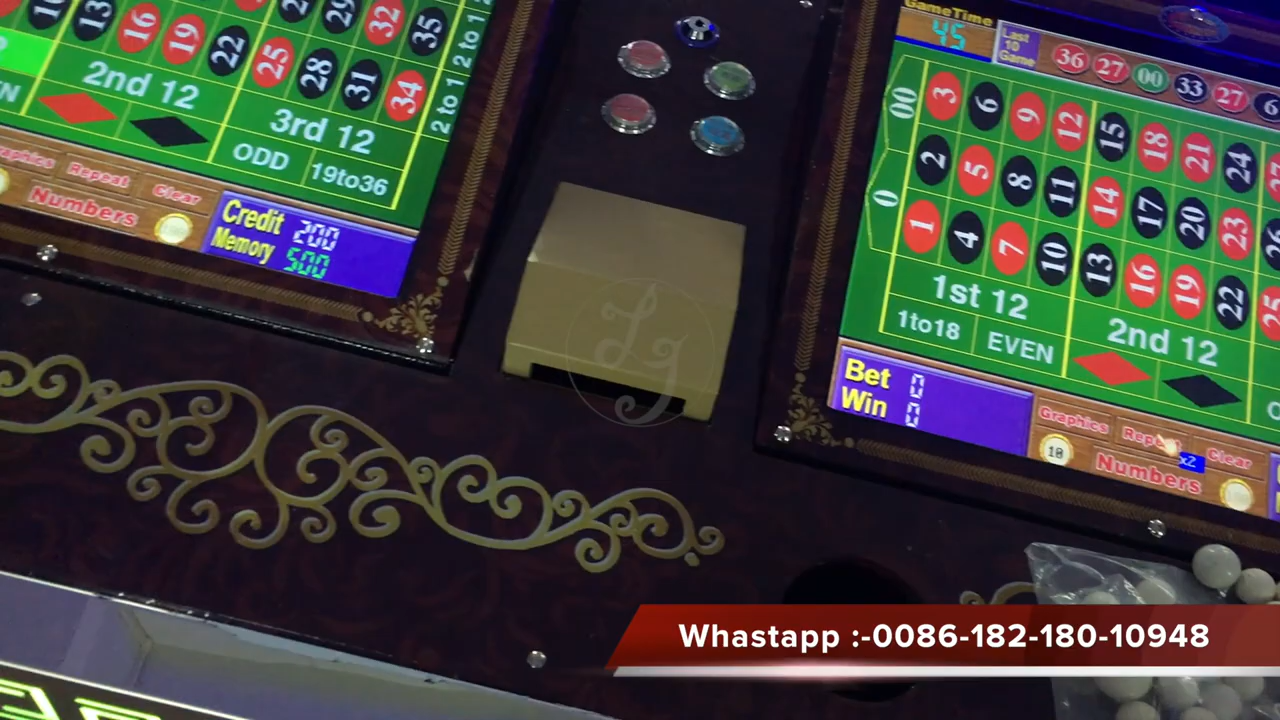 16 19 22 25 28 29 31 32 34 35
2nd 12
3rd 12
ODD
19to36
2 to 1
2 to 1
Repeat
Clear
Numbers
Credit 200
Memory 500
GameTime
45
Last
10
Game
36 27 00 33 27 6
00
3 6 9 12 15 18 21 24
0
2 5 8 11 14 17 20 23
1 4 7 10 13 16 19 22 25
1st 12
2nd 12
1to18
EVEN
Bet 0
Win 0
Graphics
Repeat
Clear
10
x2
Numbers
LJ
Whastapp :-0086-182-180-10948